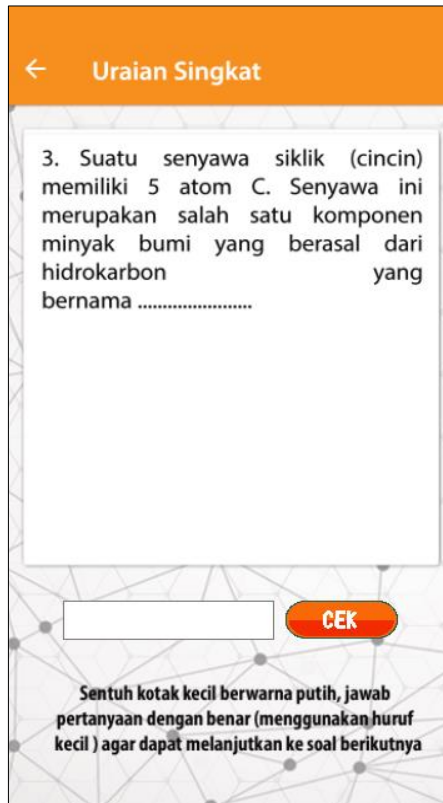 Uraian Singkat
3. Suatu senyawa siklik (cincin)
memiliki 5 atom C. Senyawa ini
merupakan salah satu komponen
minyak bumi yang berasal dari
hidrokarbon yang
bernama .......................
CEK
Sentuh kotak kecil berwarna putih, jawab
pertanyaan dengan benar (menggunakan huruf
kecil ) agar dapat melanjutkan ke soal berikutnya